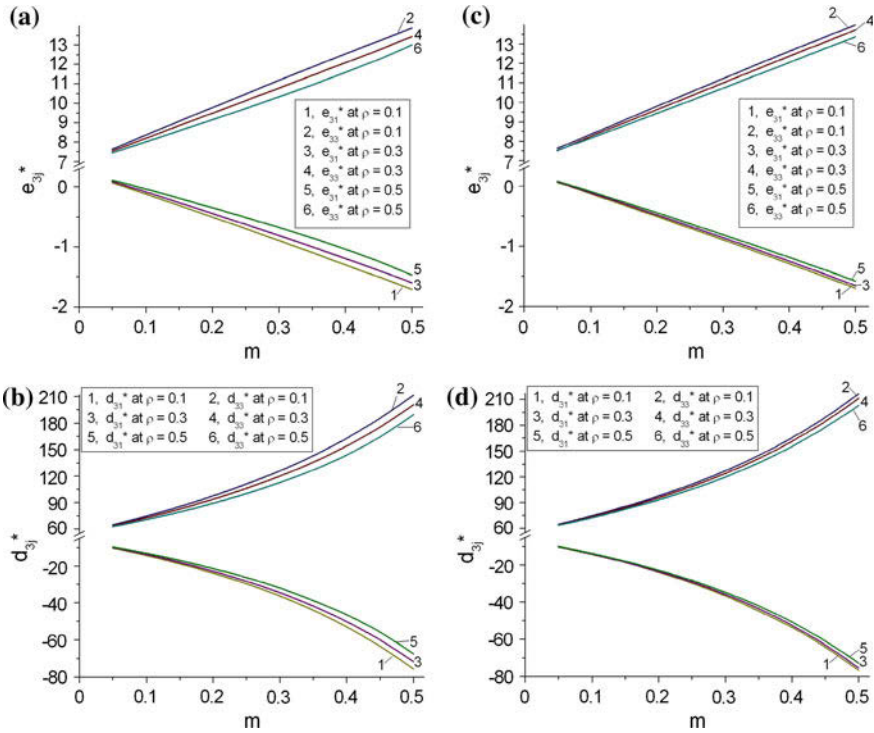 (a)
e3j*
13
12
11
10
9
8
7
0
-1
-2
2
4
6
1, e31* at ρ = 0.1
2, e33* at ρ = 0.1
3, e31* at ρ = 0.3
4, e33* at ρ = 0.3
5, e31* at ρ = 0.5
6, e33* at ρ = 0.5
5
3
1
0 0.1 0.2 0.3 0.4 0.5
m
(c)
e3j*
13
12
11
10
9
8
7
0
-1
-2
2
4
6
1, e31* at ρ = 0.1
2, e33* at ρ = 0.1
3, e31* at ρ = 0.3
4, e33* at ρ = 0.3
5, e31* at ρ = 0.5
6, e33* at ρ = 0.5
5
3
1
0 0.1 0.2 0.3 0.4 0.5
m
(b)
d3j*
210
180
150
120
90
60
-20
-40
-60
-80
1, d31* at ρ = 0.1 2, d33* at ρ = 0.1
3, d31* at ρ = 0.3 4, d33* at ρ = 0.3
5, d31* at ρ = 0.5 6, d33* at ρ = 0.5
2
4
6
5
3
1
0 0.1 0.2 0.3 0.4 0.5
m
(d)
d3j*
210
180
150
120
90
60
-20
-40
-60
-80
1, d31* at ρ = 0.1 2, d33* at ρ = 0.1
3, d31* at ρ = 0.3 4, d33* at ρ = 0.3
5, d31* at ρ = 0.5 6, d33* at ρ = 0.5
2
4
6
5
3
1
0 0.1 0.2 0.3 0.4 0.5
m